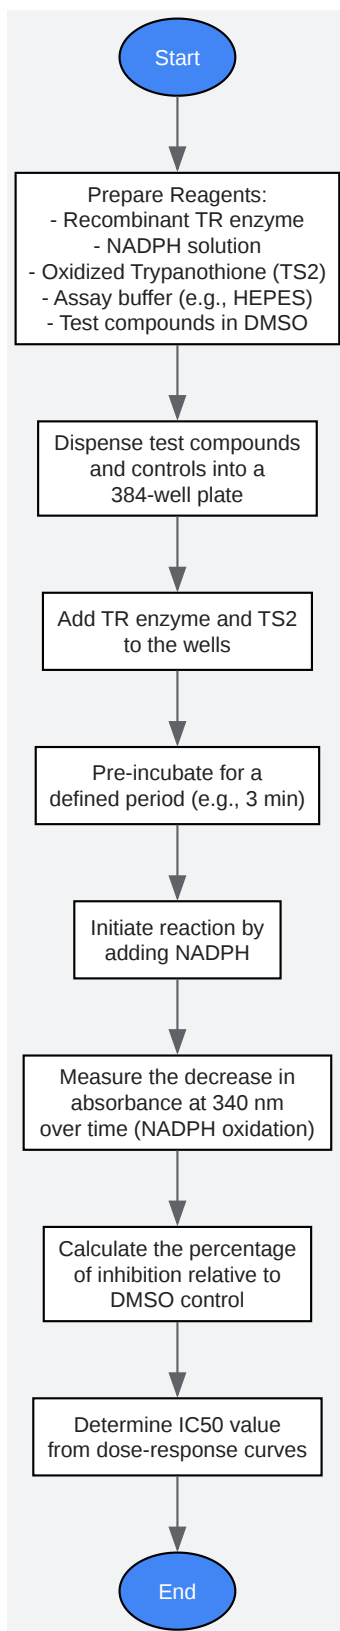 Start
Prepare Reagents:
- Recombinant TR enzyme
- NADPH solution
- Oxidized Trypanothione (TS2)
- Assay buffer (e.g., HEPES)
- Test compounds in DMSO
Dispense test compounds
and controls into a
384-well plate
Add TR enzyme and TS2
to the wells
Pre-incubate for a
defined period (e.g., 3 min)
Initiate reaction by
adding NADPH
Measure the decrease in
absorbance at 340 nm
over time (NADPH oxidation)
Calculate the percentage
of inhibition relative to
DMSO control
Determine IC50 value
from dose-response curves
End